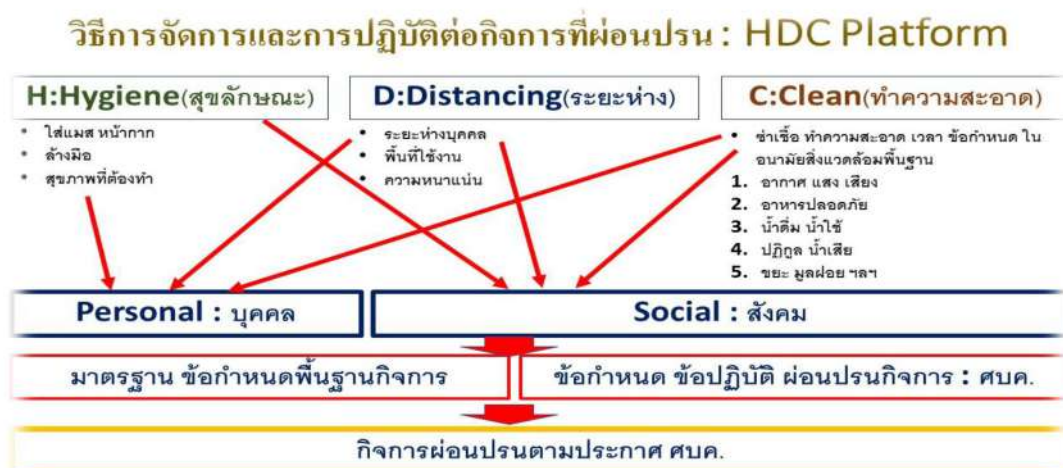 วิธีการจัดการและการปฏิบัติต่อกิจการที่ผ่อนปรน : HDC Platform
H:Hygiene(สุขลักษณะ)
• ใส่แมส หน้ากาก
• ล้างมือ
• สุขภาพที่ต้องทำ
D:Distancing(ระยะห่าง)
• ระยะห่างบุคคล
• พื้นที่ใช้งาน
• ความหนาแน่น
C:Clean(ทำความสะอาด)
• ฆ่าเชื้อ ทำความสะอาด เวลา ข้อกำหนด ใน
อนามัยสิ่งแวดล้อมพื้นฐาน
1. อากาศ แสง เสียง
2. อาหารปลอดภัย
3. น้ำดื่ม น้ำใช้
4. ปฏิกูล น้ำเสีย
5. ขยะ มูลฝอย ฯลฯ
Personal : บุคคล
Social : สังคม
มาตรฐาน ข้อกำหนดพื้นฐานกิจการ
ข้อกำหนด ข้อปฏิบัติ ผ่อนปรนกิจการ : ศบค.
กิจการผ่อนปรนตามประกาศ ศบค.